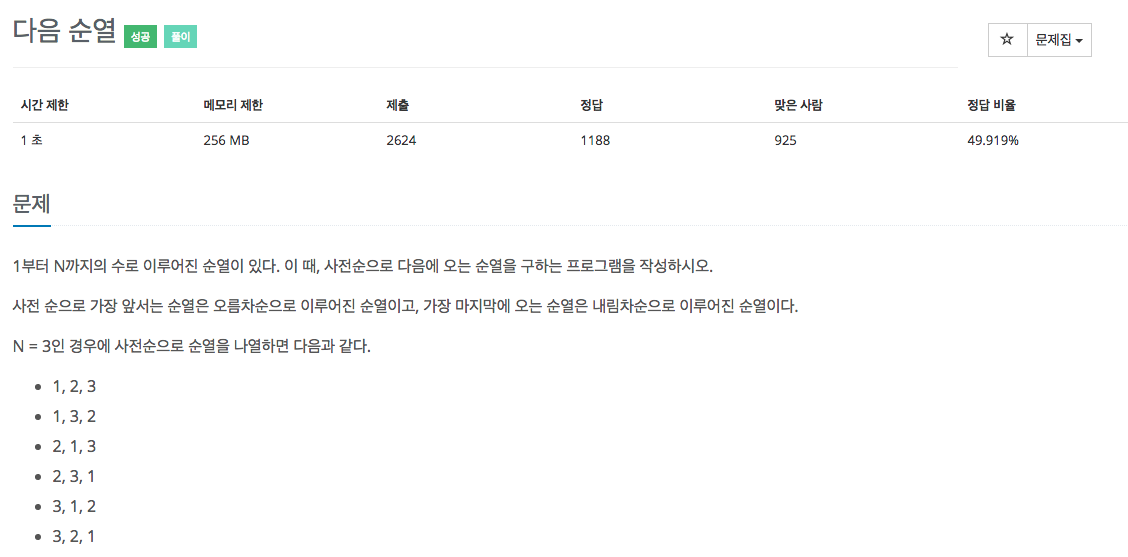 다음 순열 성공 풀이
☆ 문제집
시간 제한 메모리 제한 제출 정답 맞은 사람 정답 비율
1 초 256 MB 2624 1188 925 49.919%
문제
1부터 N까지의 수로 이루어진 순열이 있다. 이 때, 사전순으로 다음에 오는 순열을 구하는 프로그램을 작성하시오.
사전 순으로 가장 앞서는 순열은 오름차순으로 이루어진 순열이고, 가장 마지막에 오는 순열은 내림차순으로 이루어진 순열이다.
N = 3인 경우에 사전순으로 순열을 나열하면 다음과 같다.
• 1, 2, 3
• 1, 3, 2
• 2, 1, 3
• 2, 3, 1
• 3, 1, 2
• 3, 2, 1